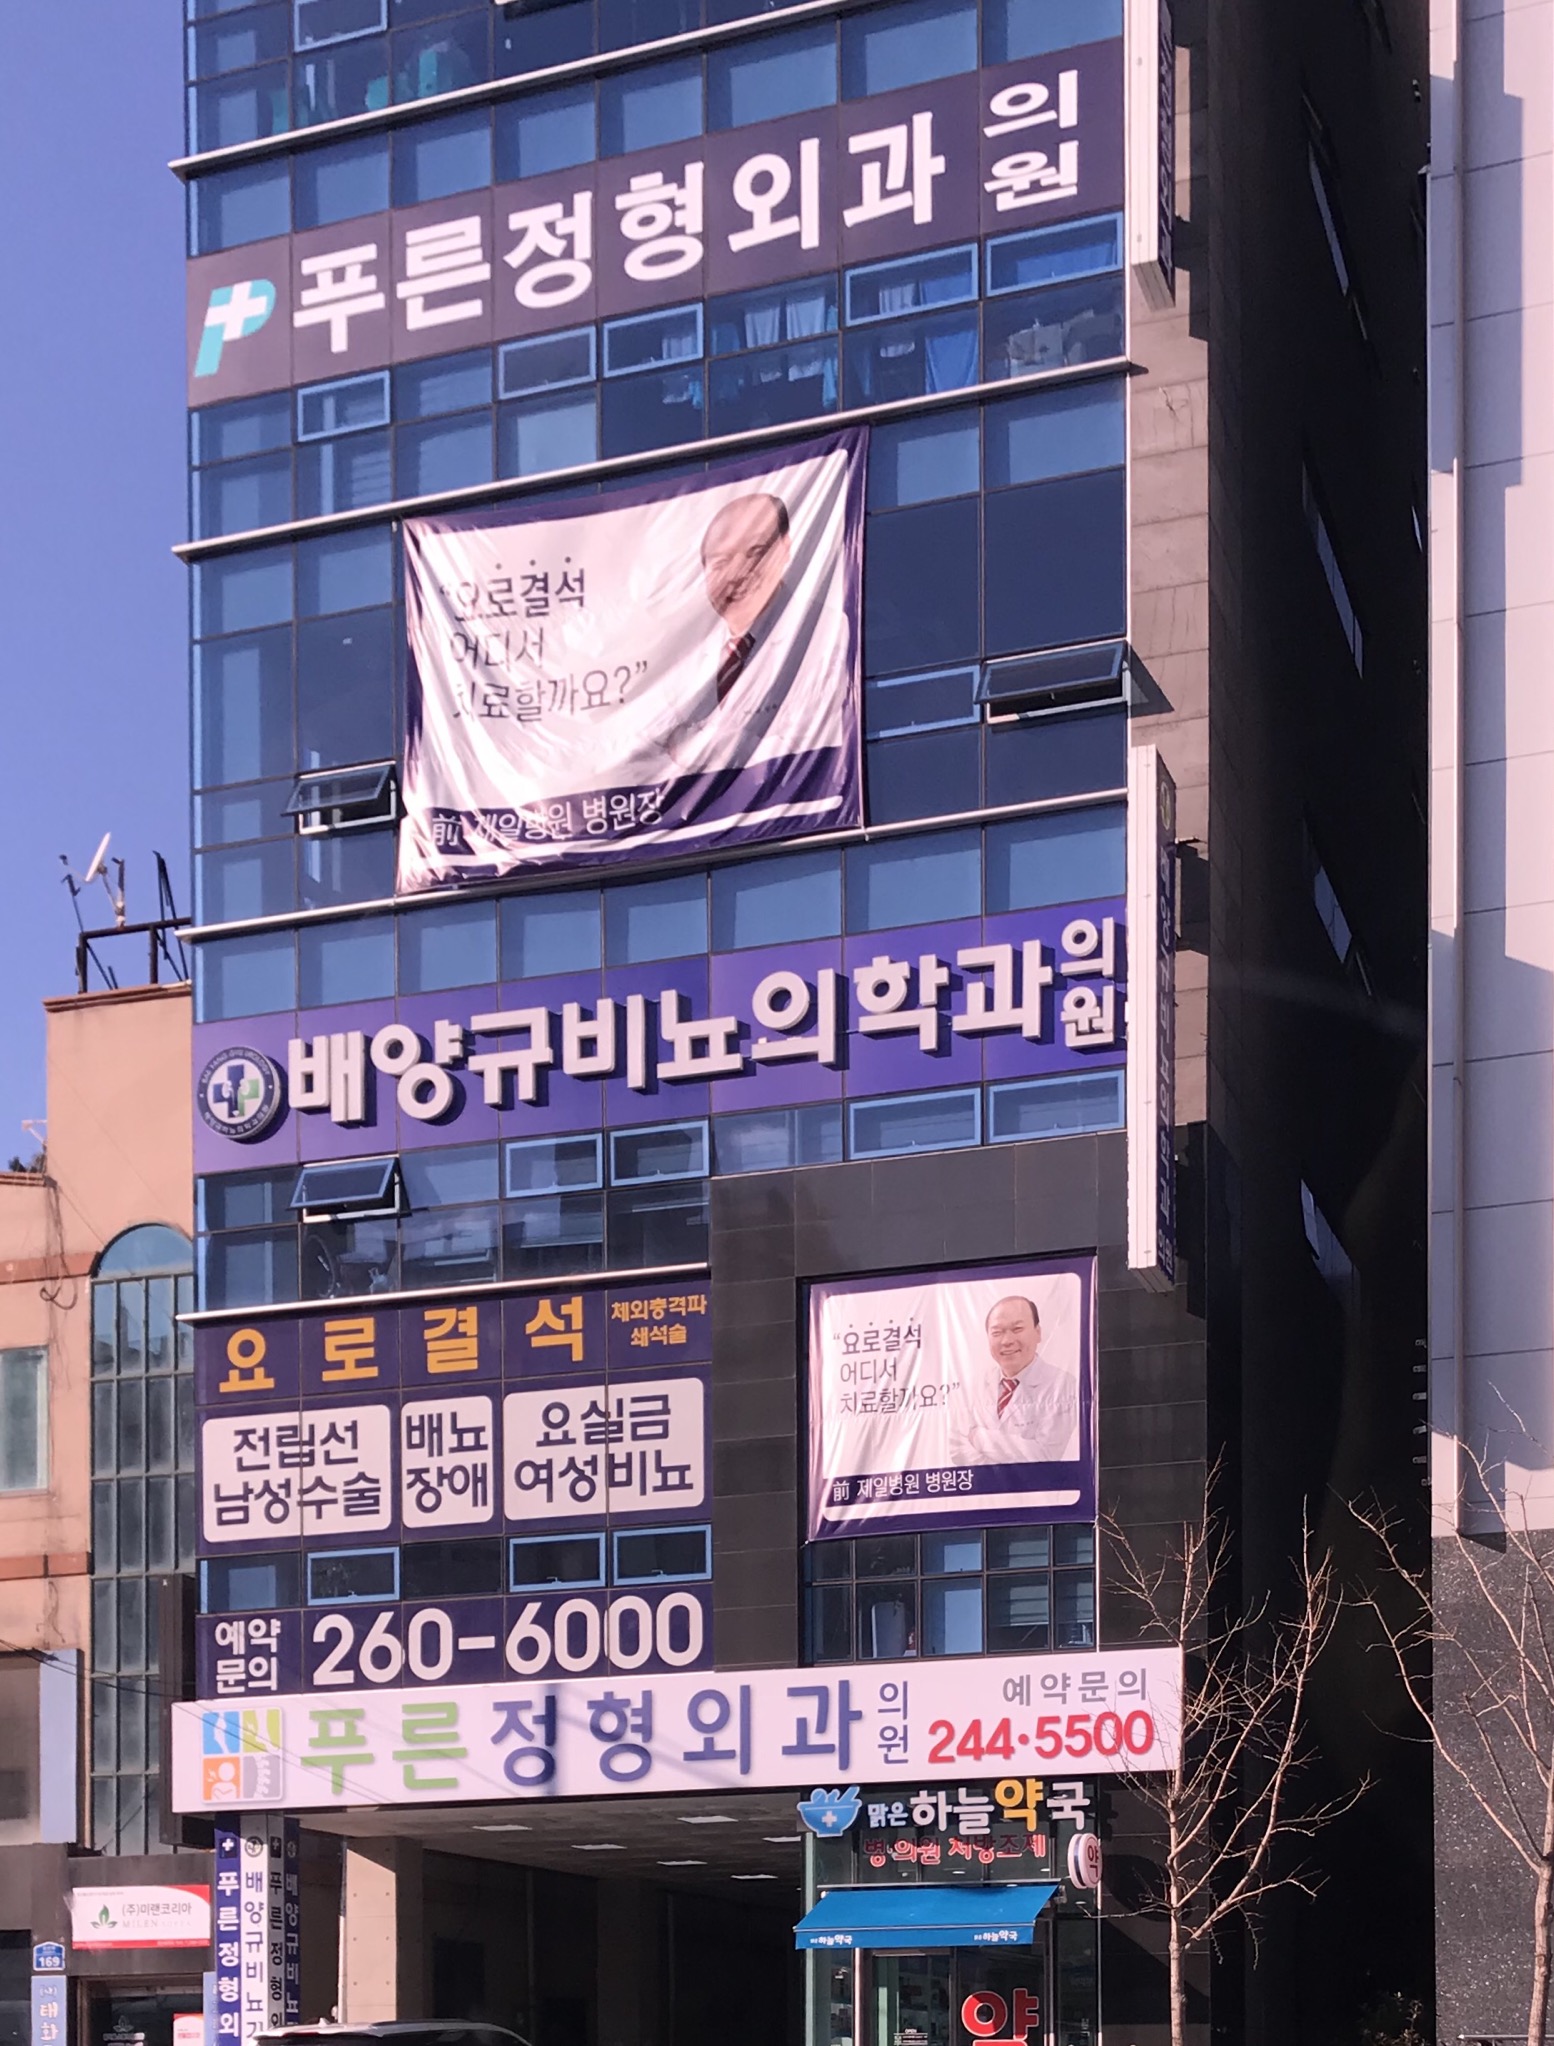 푸른정형외과의원
"요로결석
어디서
치료할까요?"
前 제일병원 병원장
배양규비뇨의학과의원
요로결석 체외충격파
쇄석술
전립선
남성수술
배뇨
장애
요실금
여성비뇨
"요로결석
어디서
치료할까요?"
前 제일병원 병원장
예약
문의
260-6000
푸른정형외과의원
예약문의
244·5500
맑은하늘약국
병·의원 처방조제
약
하늘약국
하늘약국
약
(주)미랜코리아
169
푸른정형외
배양규비뇨기
푸른정형외
배양규비뇨